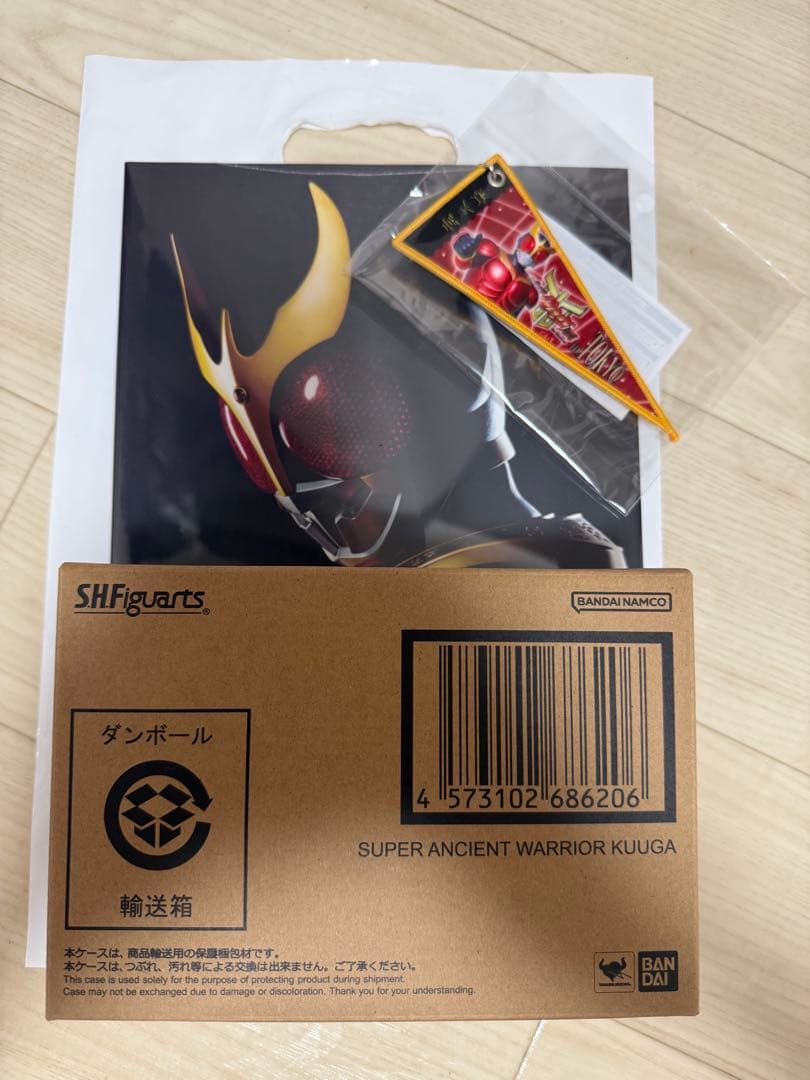 TOKYO
S.H.Figuarts®
BANDAI NAMCO
ダンボール
輸送箱
4 573102 686206
SUPER ANCIENT WARRIOR KUUGA
本ケースは、商品輸送用の保護梱包材です。
本ケースは、つぶれ、汚れ等による交換は出来ません。ご了承ください。
This case is used solely for the purpose of protecting product during shipment.
Case may not be exchanged due to damage or discoloration. Thank you for your understanding.
BAN
DAI